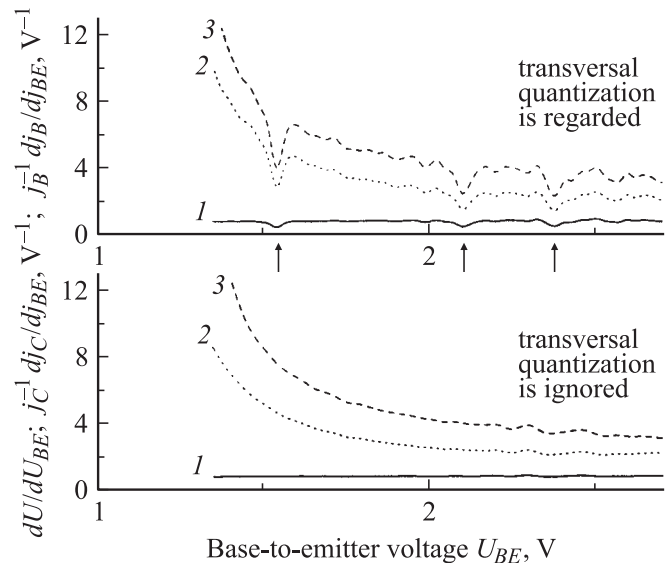 dU/dU_BE; j_C^−1 dj_C/dj_BE, V^−1; j_B^−1 dj_B/dj_BE, V^−1
12
8
4
0
3
2
1
transversal
quantization
is regarded
1
2
12
8
4
0
3
2
1
transversal
quantization
is ignored
1
2
Base-to-emitter voltage U_BE, V